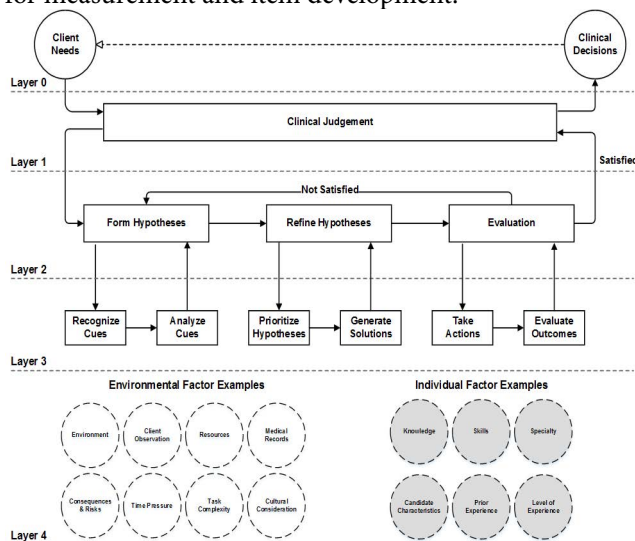 for measurement and item development.
Client
Needs
Clinical
Decisions
Layer 0
Clinical Judgement
Layer 1
Satisfied
Not Satisfied
Form Hypotheses
Refine Hypotheses
Evaluation
Layer 2
Recognize
Cues
Analyze
Cues
Prioritize
Hypotheses
Generate
Solutions
Take
Actions
Evaluate
Outcomes
Layer 3
Environmental Factor Examples
Individual Factor Examples
Environment
Client
Observation
Resources
Medical
Records
Knowledge
Skills
Specialty
Consequences
& Risks
Time Pressure
Task
Complexity
Cultural
Consideration
Candidate
Characteristics
Prior
Experience
Level of
Experience
Layer 4